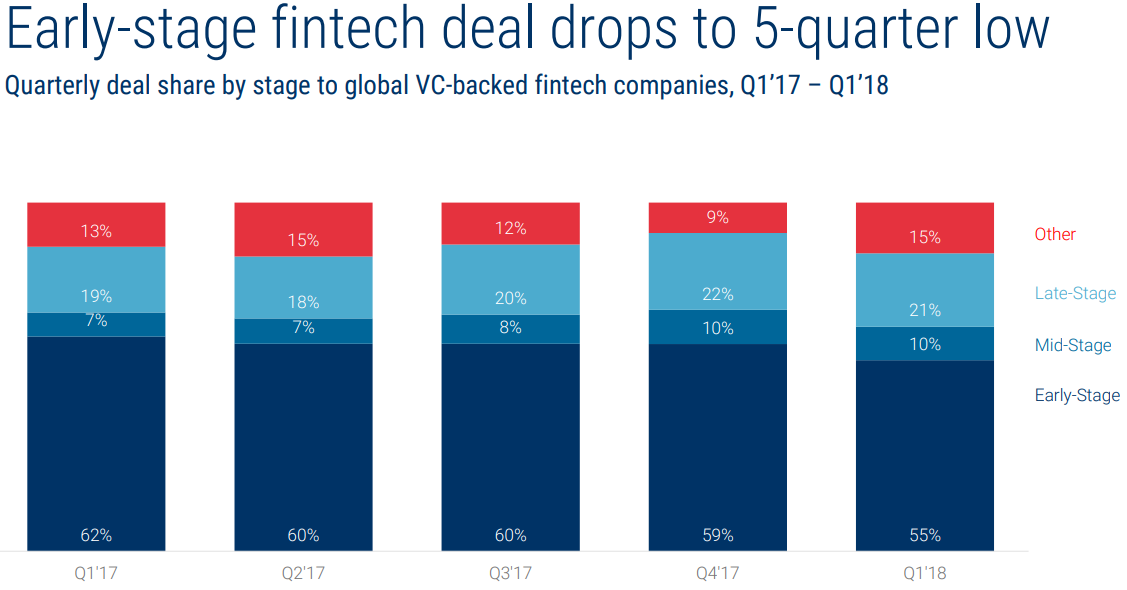 Early-stage fintech deal drops to 5-quarter low
Quarterly deal share by stage to global VC-backed fintech companies, Q1’17 – Q1’18
13% 15% 12% 9% 15% Other
19% 18% 20% 22% 21% Late-Stage
7% 7% 8% 10% 10% Mid-Stage
Early-Stage
62% 60% 60% 59% 55%
Q1'17 Q2'17 Q3'17 Q4'17 Q1'18